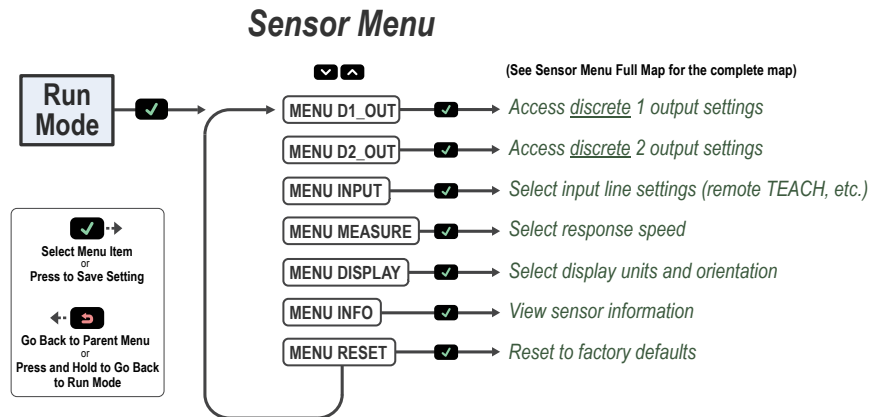 Sensor Menu
(See Sensor Menu Full Map for the complete map)
Run
Mode
MENU D1_OUT
Access discrete 1 output settings
MENU D2_OUT
Access discrete 2 output settings
MENU INPUT
Select input line settings (remote TEACH, etc.)
MENU MEASURE
Select response speed
MENU DISPLAY
Select display units and orientation
MENU INFO
View sensor information
MENU RESET
Reset to factory defaults
Select Menu Item
or
Press to Save Setting
Go Back to Parent Menu
or
Press and Hold to Go Back
to Run Mode